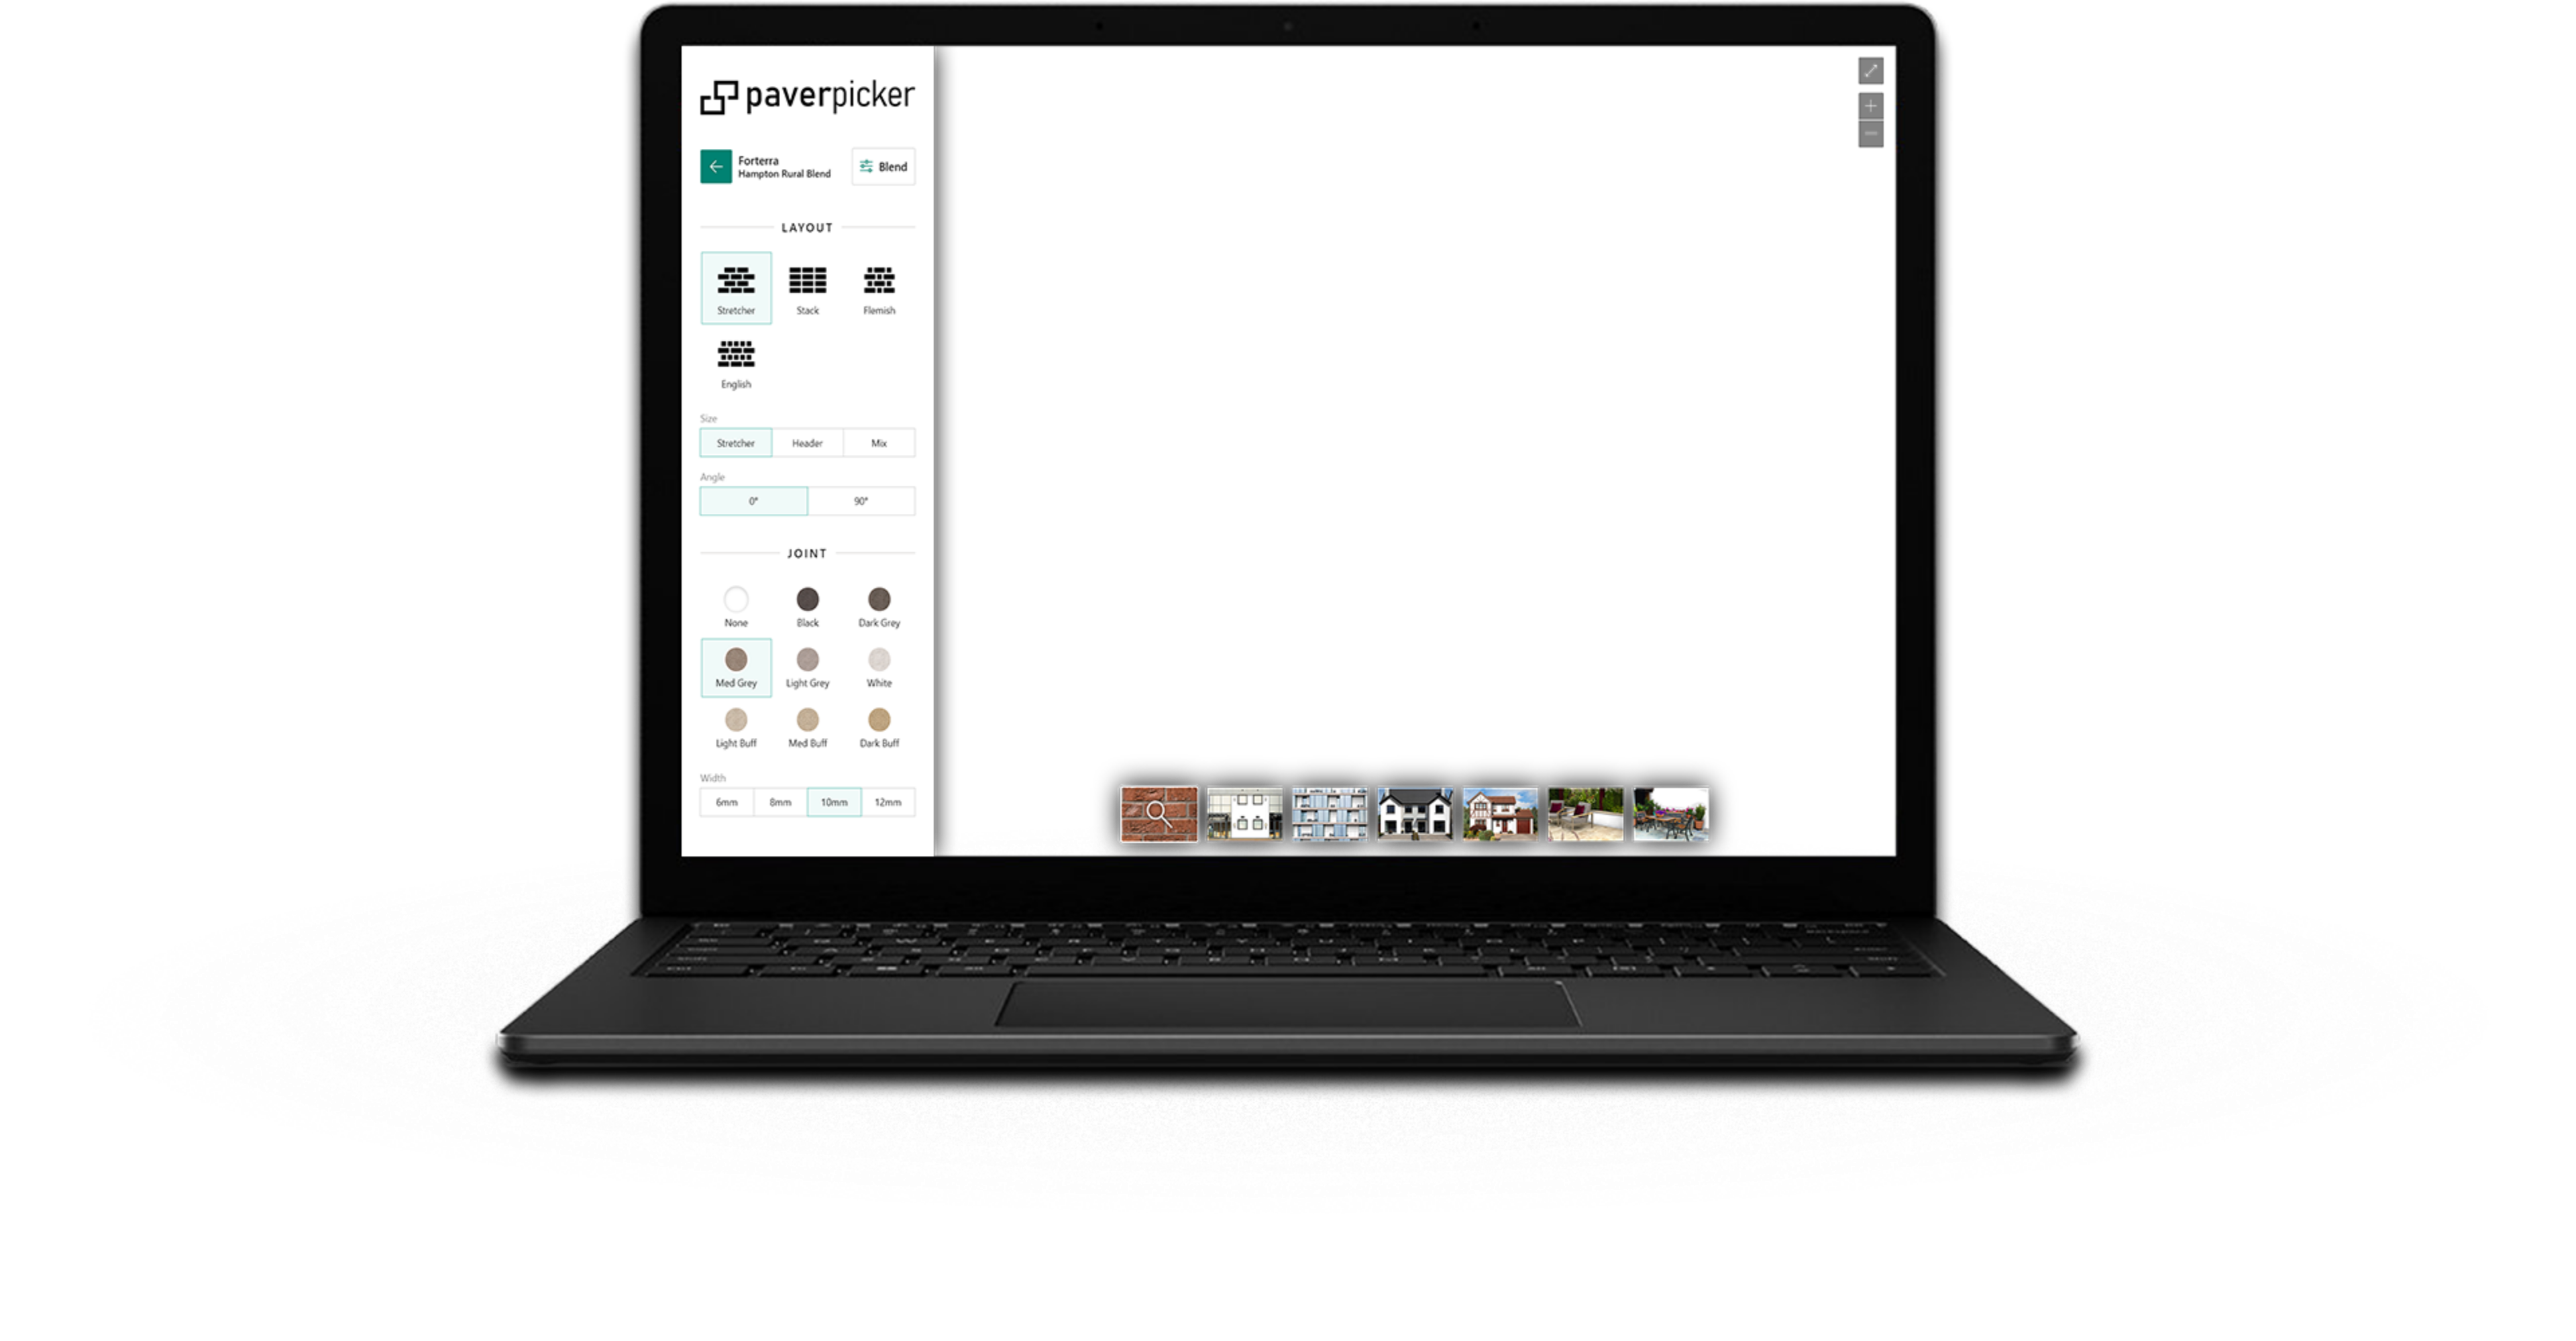 paverpicker
Forterra
Hampton Rural Blend
Blend
LAYOUT
Stretcher Stack Flemish
English
Size
Stretcher Header Mix
Angle
0° 90°
JOINT
None Black Dark Grey
Med Grey Light Grey White
Light Buff Med Buff Dark Buff
Width
6mm 8mm 10mm 12mm